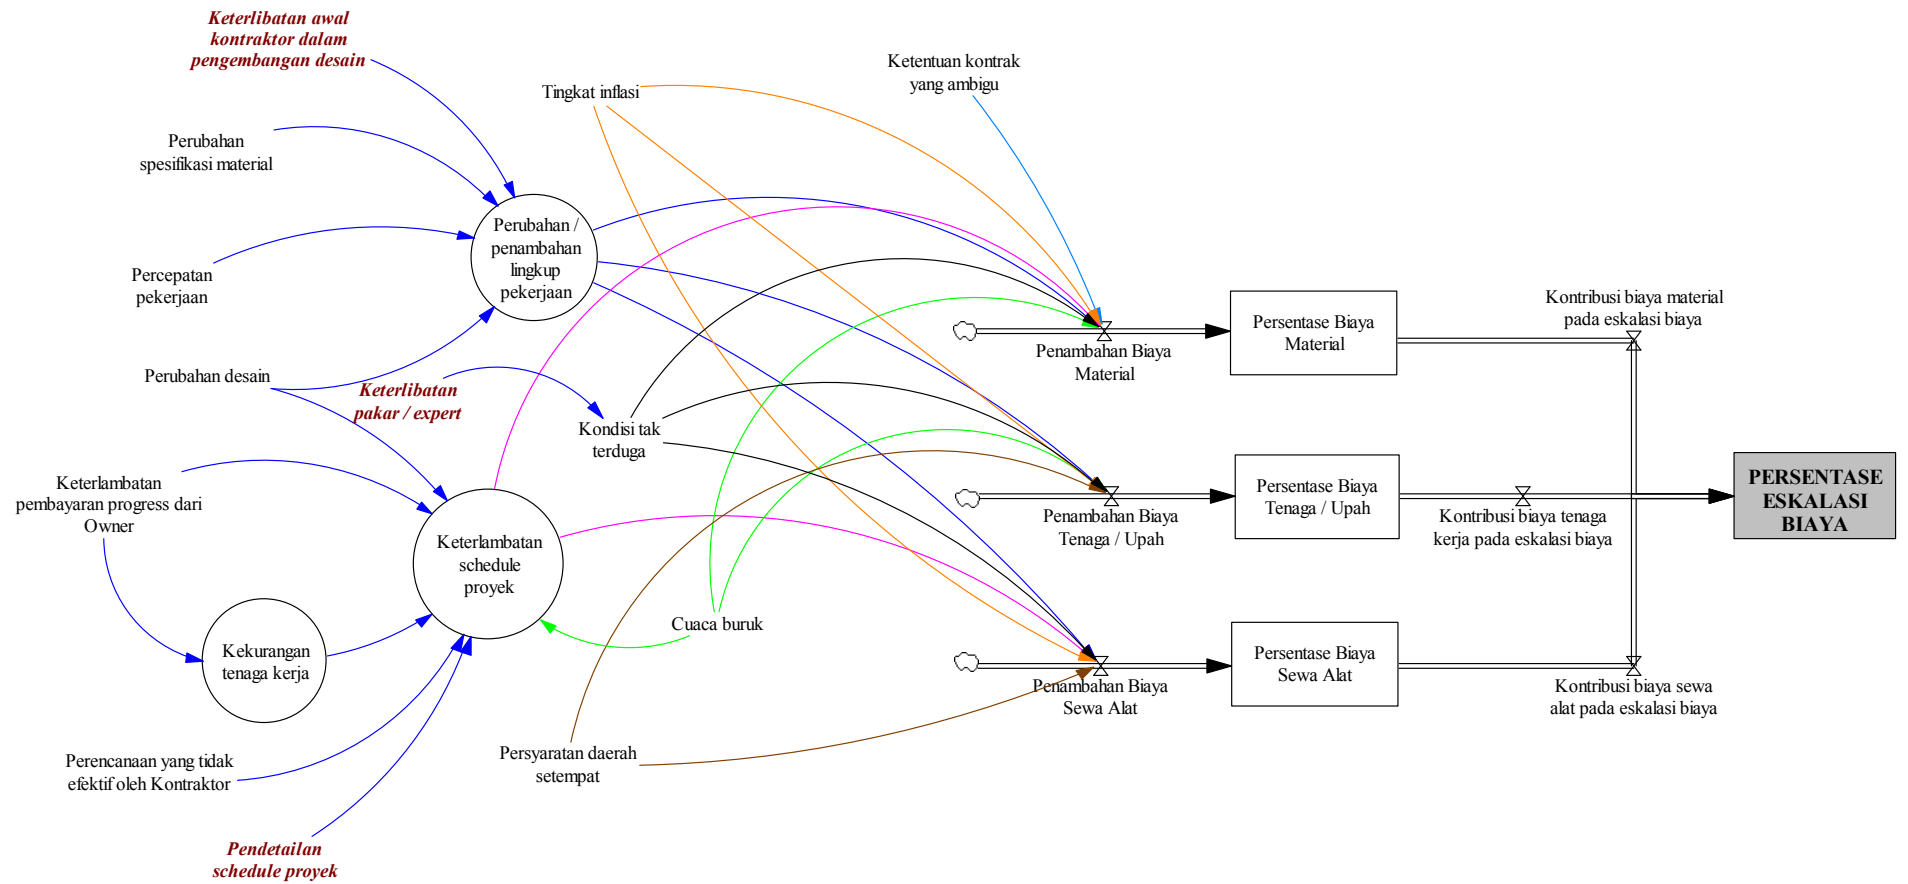 Keterlibatan awal
kontraktor dalam
pengembangan desain
Tingkat inflasi
Ketentuan kontrak
yang ambigu
Perubahan
spesifikasi material
Perubahan /
penambahan
lingkup
pekerjaan
Percepatan
pekerjaan
Perubahan desain
Keterlibatan
pakar / expert
Kondisi tak
terduga
Keterlambatan
pembayaran progress dari
Owner
Keterlambatan
schedule
proyek
Kekurangan
tenaga kerja
Cuaca buruk
Perencanaan yang tidak
efektif oleh Kontraktor
Persyaratan daerah
setempat
Pendetailan
schedule proyek
Penambahan Biaya
Material
Persentase Biaya
Material
Kontribusi biaya material
pada eskalasi biaya
Penambahan Biaya
Tenaga / Upah
Persentase Biaya
Tenaga / Upah
Kontribusi biaya tenaga
kerja pada eskalasi biaya
PERSENTASE
ESKALASI
BIAYA
Penambahan Biaya
Sewa Alat
Persentase Biaya
Sewa Alat
Kontribusi biaya sewa
alat pada eskalasi biaya